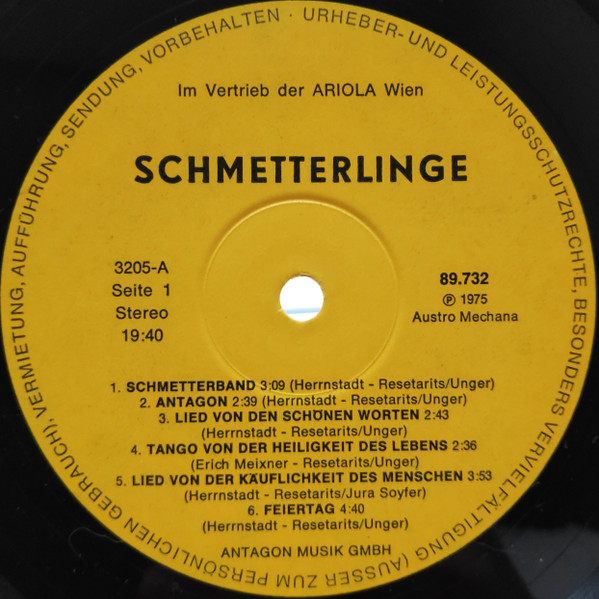 URHEBER- UND LEISTUNGSSCHUTZRECHTE, BESONDERS VERVIELFÄLTIGUNG (AUSSER ZUM PERSÖNLICHEN GEBRAUCH), VERMIETUNG, AUFFÜHRUNG, SENDUNG, VORBEHALTEN ·
Im Vertrieb der ARIOLA Wien
SCHMETTERLINGE
3205-A
Seite 1
Stereo
19:40
89.732
℗ 1975
Austro Mechana
1. SCHMETTERBAND 3:09 (Herrnstadt - Resetarits/Unger)
2. ANTAGON 2:39 (Herrnstadt - Resetarits/Unger)
3. LIED VON DEN SCHÖNEN WORTEN 2:43
(Herrnstadt - Resetarits/Unger)
4. TANGO VON DER HEILIGKEIT DES LEBENS 2:36
(Erich Meixner - Resetarits/Unger)
5. LIED VON DER KÄUFLICHKEIT DES MENSCHEN 3:53
(Herrnstadt - Resetarits/Jura Soyfer)
6. FEIERTAG 4:40
(Herrnstadt - Resetarits/Unger)
ANTAGON MUSIK GMBH